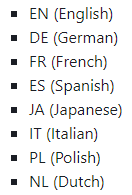 EN (English)
DE (German)
FR (French)
ES (Spanish)
JA (Japanese)
IT (Italian)
PL (Polish)
NL (Dutch)